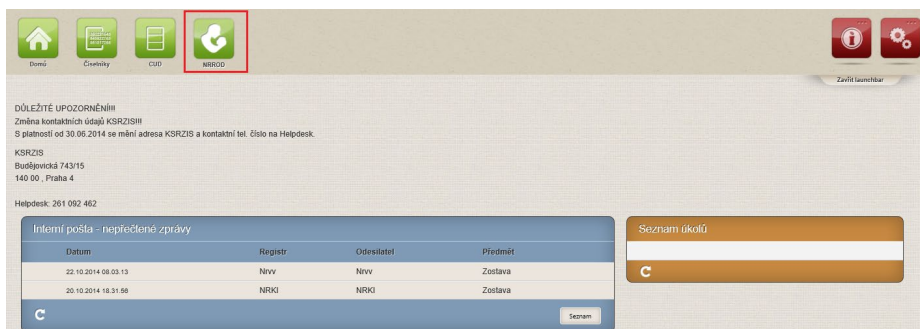 Domů
Číselníky
CUD
NRROD
Zavřít launchbar
DŮLEŽITÉ UPOZORNĚNÍ!!!
Změna kontaktních údajů KSRZIS!!!
S platností od 30.06.2014 se mění adresa KSRZIS a kontaktní tel. číslo na Helpdesk.
KSRZIS
Budějovická 743/15
140 00 , Praha 4
Helpdesk: 261 092 462
Interní pošta - nepřečtené zprávy
Datum Registr Odesílatel Předmět
22.10.2014 08.03.13 Nrvv Nrvv Zostava
20.10.2014 18.31.56 NRKI NRKI Zostava
Seznam
Seznam úkolů